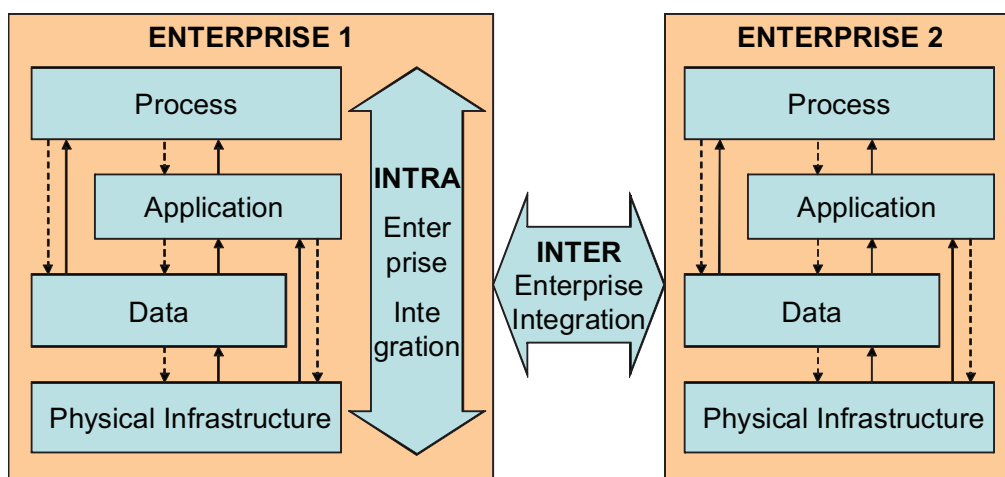 ENTERPRISE 1
Process
Application
Data
Physical Infrastructure
INTRA
Enter
prise
Inte
gration
INTER
Enterprise
Integration
ENTERPRISE 2
Process
Application
Data
Physical Infrastructure